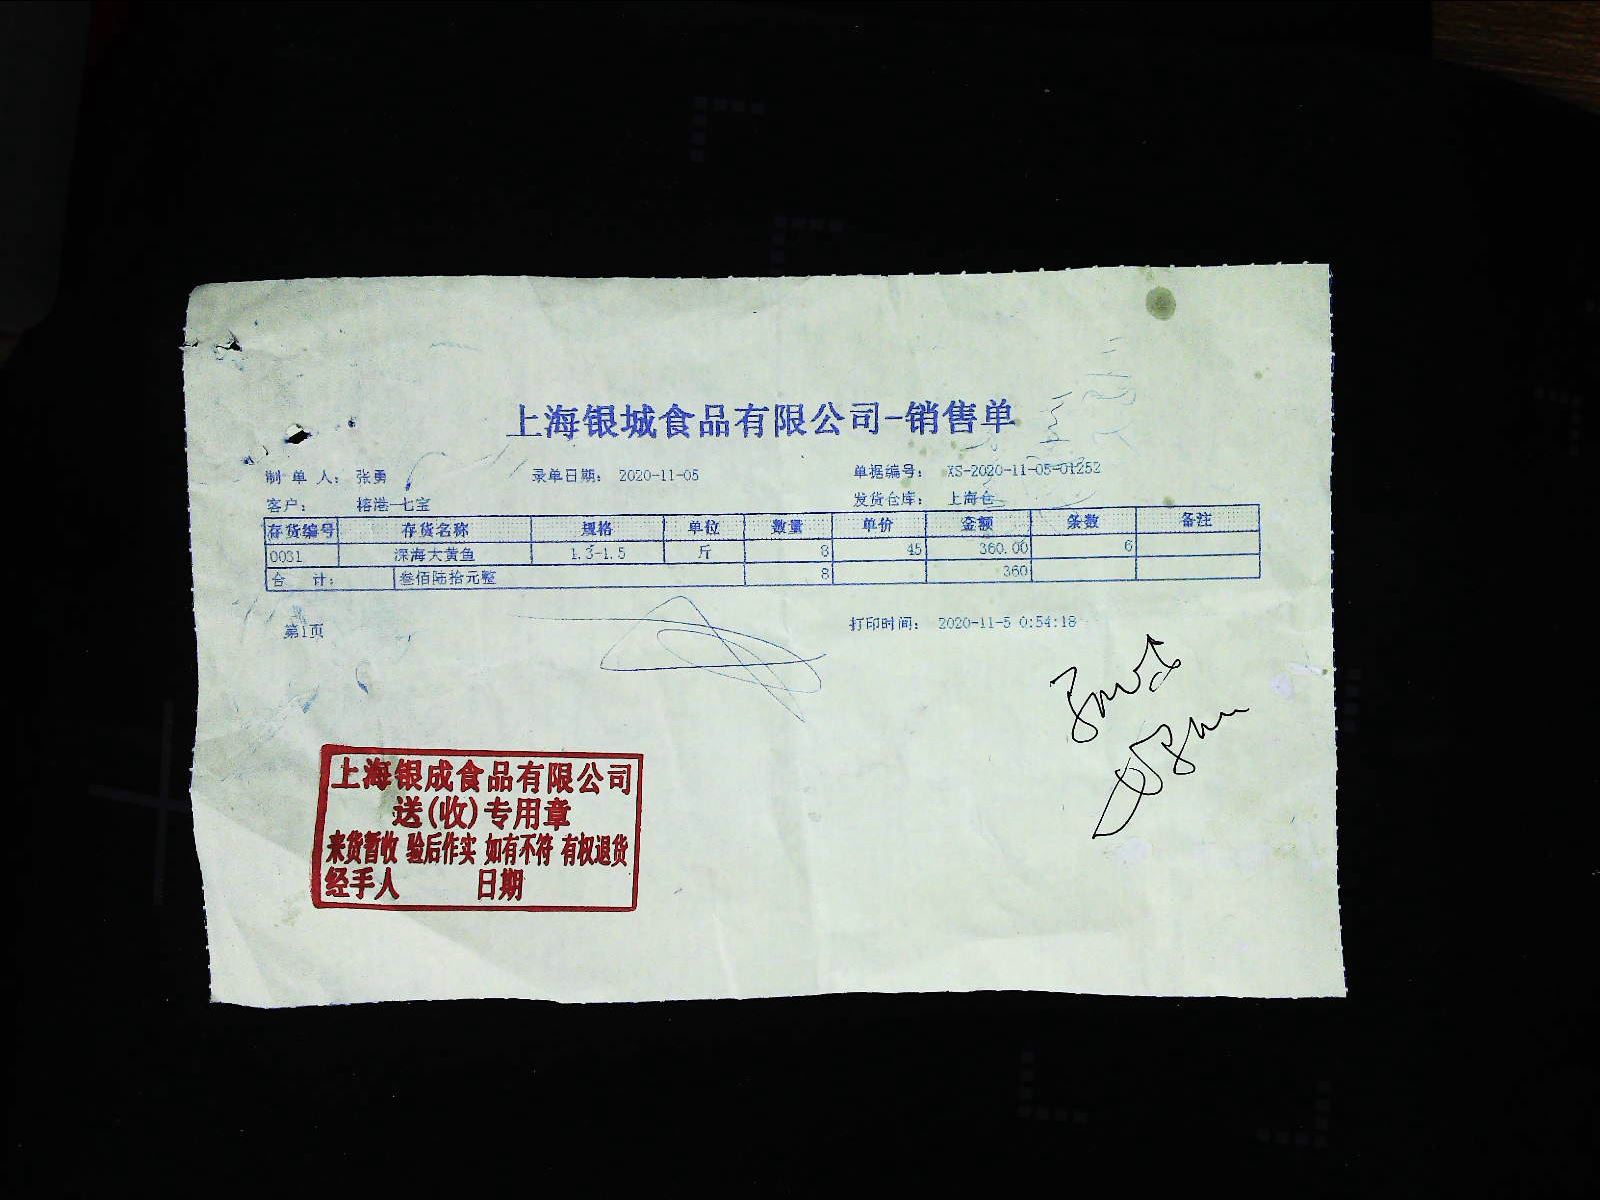 上海银城食品有限公司-销售单
制 单 人： 张勇 录单日期： 2020-11-05 单据编号： XS-2020-11-05-01252
客户： 榕港一七宝 发货仓库： 上海仓
存货编号 存货名称 规格 单位 数量 单价 金额 条数 备注
0031 深海大黄鱼 1.3-1.5 斤 8 45 360.00 6
合 计： 叁佰陆拾元整 8 360
第1页 打印时间： 2020-11-5 0:54:18
上海银成食品有限公司
送(收)专用章
来货暂收 验后作实 如有不符 有权退货
经手人 日期